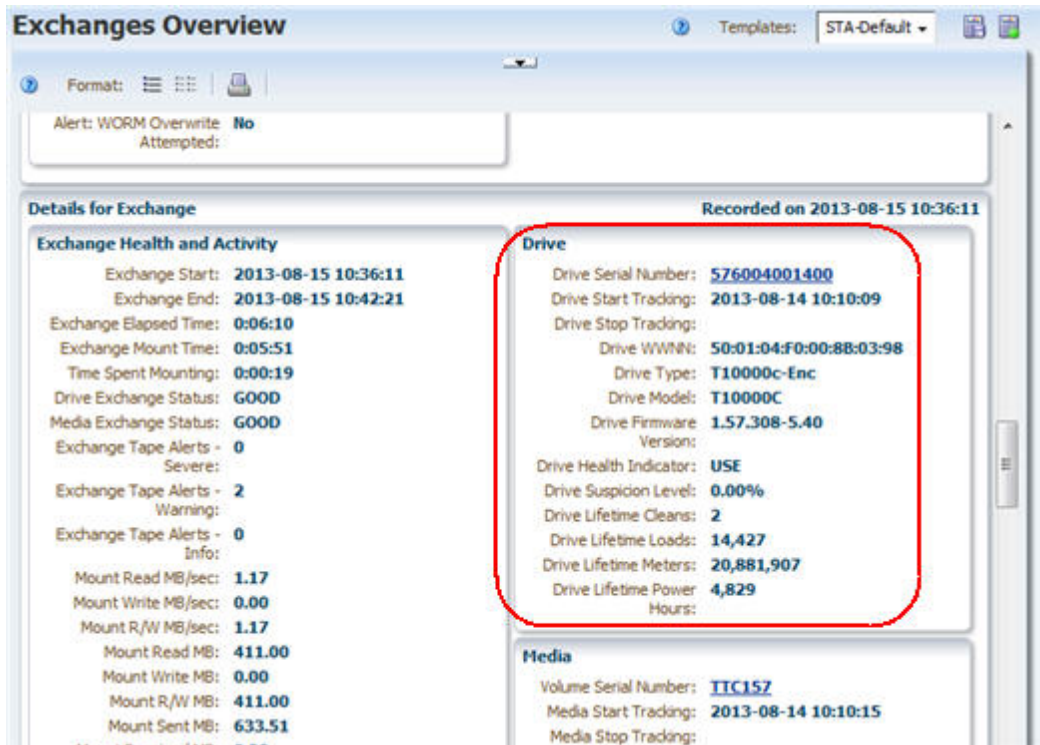 Exchanges Overview
Templates: STA-Default
Format:
Alert: WORM Overwrite Attempted: No
Details for Exchange
Recorded on 2013-08-15 10:36:11
Exchange Health and Activity
Exchange Start: 2013-08-15 10:36:11
Exchange End: 2013-08-15 10:42:21
Exchange Elapsed Time: 0:06:10
Exchange Mount Time: 0:05:51
Time Spent Mounting: 0:00:19
Drive Exchange Status: GOOD
Media Exchange Status: GOOD
Exchange Tape Alerts - Severe: 0
Exchange Tape Alerts - Warning: 2
Exchange Tape Alerts - Info: 0
Mount Read MB/sec: 1.17
Mount Write MB/sec: 0.00
Mount R/W MB/sec: 1.17
Mount Read MB: 411.00
Mount Write MB: 0.00
Mount R/W MB: 411.00
Mount Sent MB: 633.51
Drive
Drive Serial Number: 576004001400
Drive Start Tracking: 2013-08-14 10:10:09
Drive Stop Tracking:
Drive WWNN: 50:01:04:F0:00:8B:03:98
Drive Type: T10000c-Enc
Drive Model: T10000C
Drive Firmware Version: 1.57.308-5.40
Drive Health Indicator: USE
Drive Suspicion Level: 0.00%
Drive Lifetime Cleans: 2
Drive Lifetime Loads: 14,427
Drive Lifetime Meters: 20,881,907
Drive Lifetime Power Hours: 4,829
Media
Volume Serial Number: TTC157
Media Start Tracking: 2013-08-14 10:10:15
Media Stop Tracking: